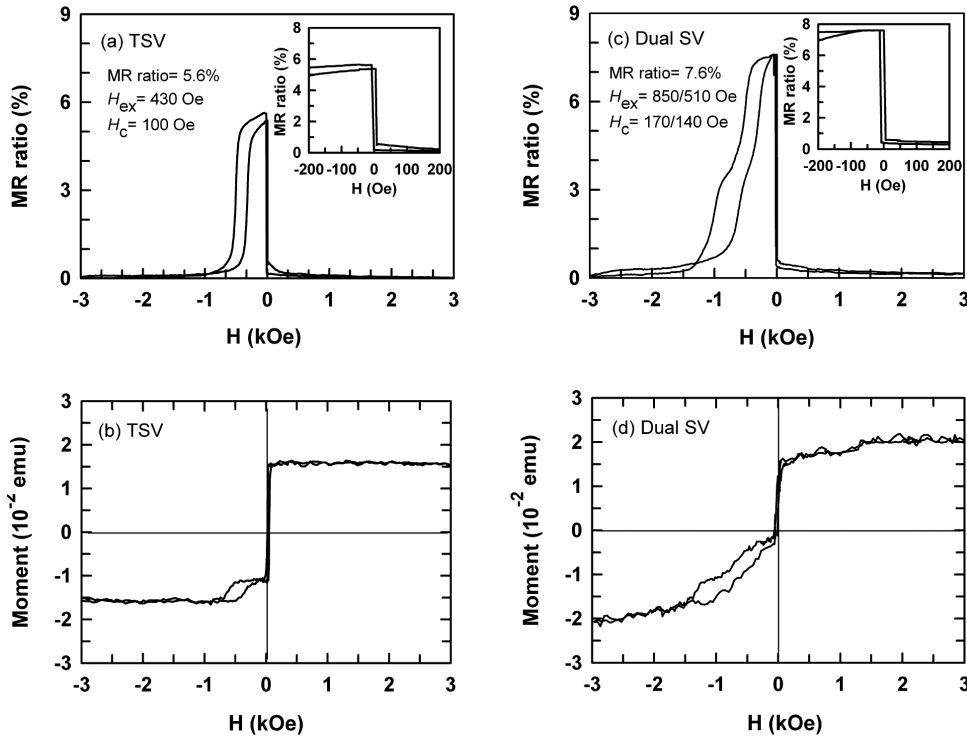 (a) TSV
MR ratio= 5.6%
Hex= 430 Oe
Hc= 100 Oe
MR ratio (%)
9
6
3
0
-3 -2 -1 0 1 2 3
H (kOe)
MR ratio (%)
8
6
4
2
0
-200 -100 0 100 200
H (Oe)
(c) Dual SV
MR ratio= 7.6%
Hex= 850/510 Oe
Hc= 170/140 Oe
MR ratio (%)
9
6
3
0
-3 -2 -1 0 1 2 3
H (kOe)
MR ratio (%)
8
6
4
2
0
-200 -100 0 100 200
H (Oe)
(b) TSV
Moment (10-2 emu)
3
2
1
0
-1
-2
-3
-3 -2 -1 0 1 2 3
H (kOe)
(d) Dual SV
Moment (10-2 emu)
3
2
1
0
-1
-2
-3
-3 -2 -1 0 1 2 3
H (kOe)